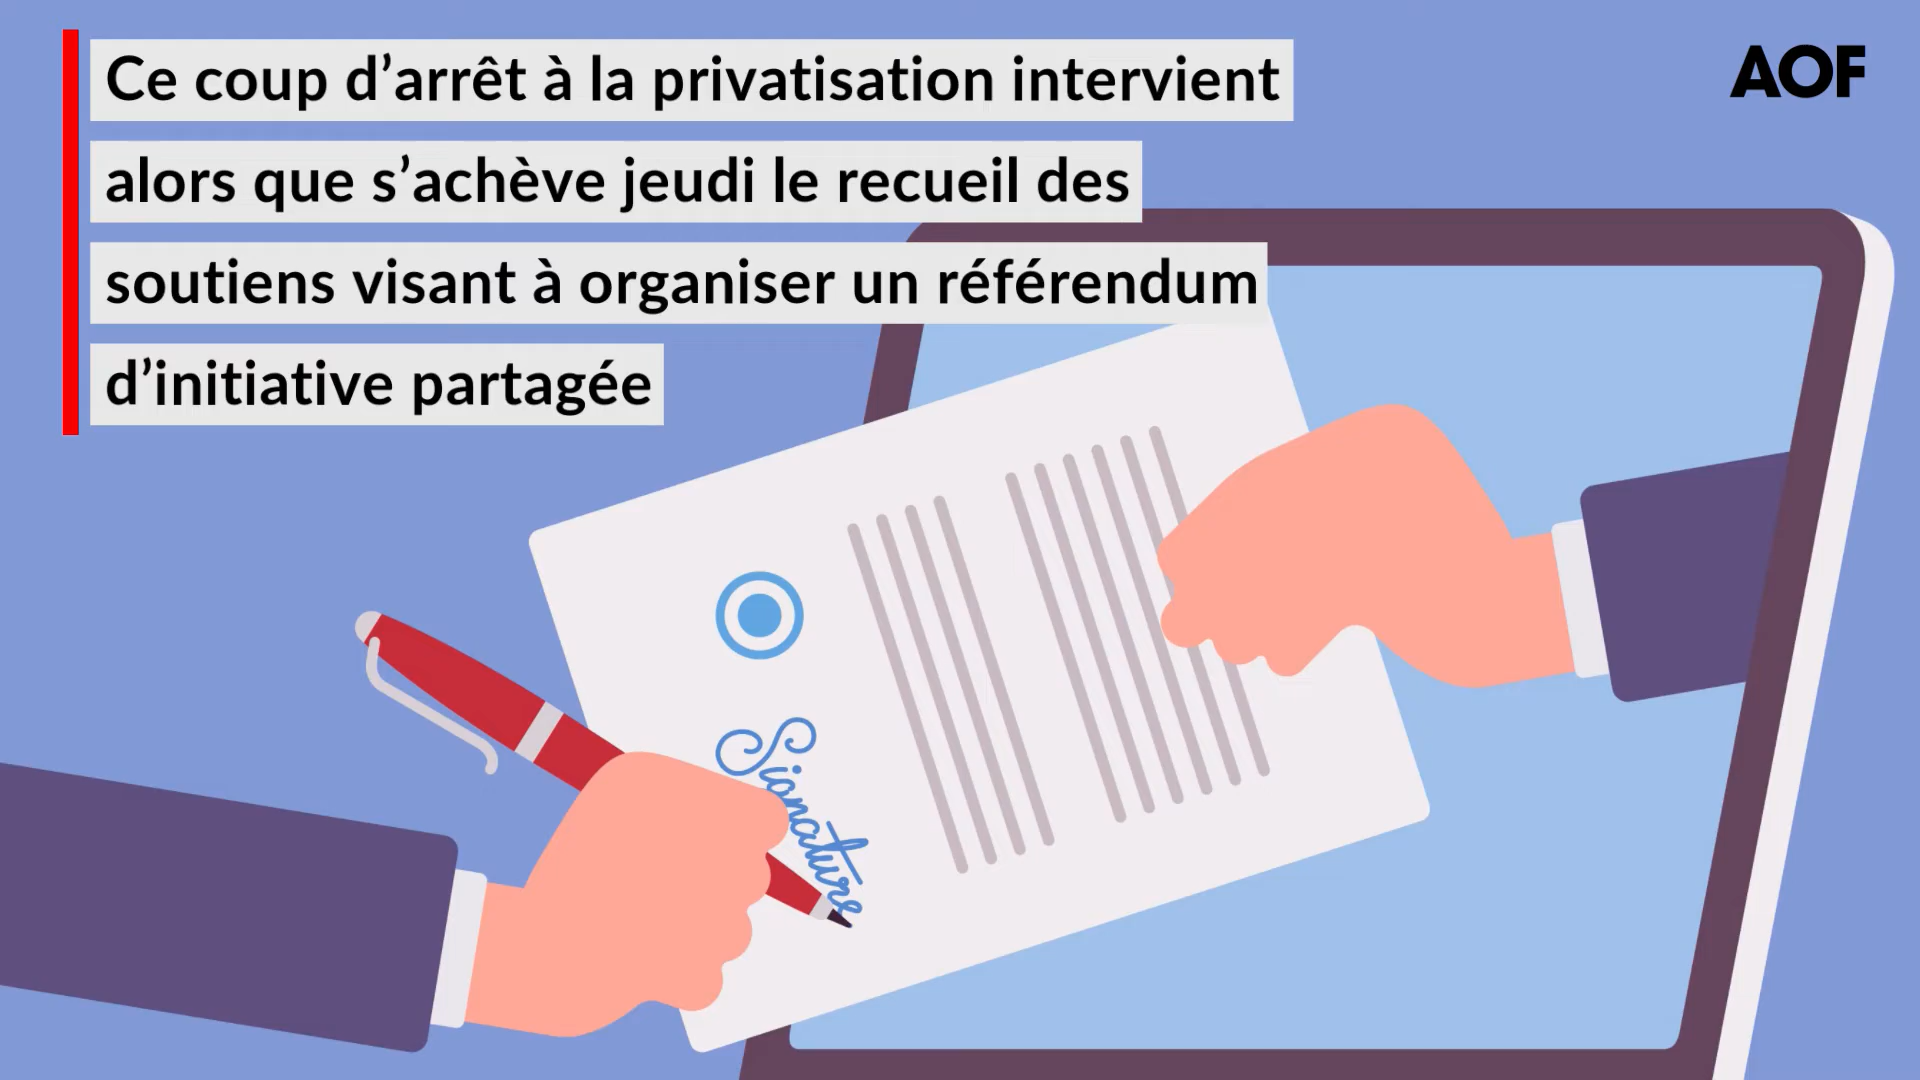 Ce coup d’arrêt à la privatisation intervient
AOF
alors que s’achève jeudi le recueil des
soutiens visant à organiser un référendum
d’initiative partagée
Signature